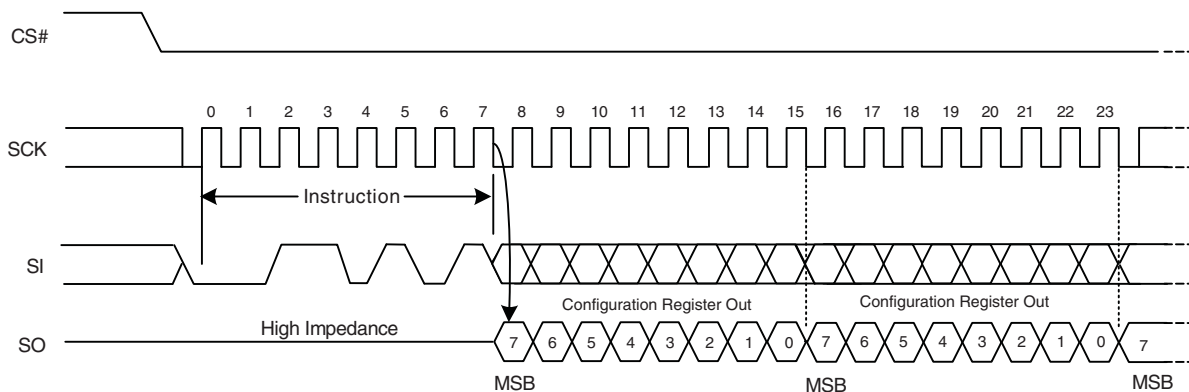 CS#
0 1 2 3 4 5 6 7 8 9 10 11 12 13 14 15 16 17 18 19 20 21 22 23
SCK
Instruction
SI
Configuration Register Out Configuration Register Out
High Impedance
SO 7 6 5 4 3 2 1 0 7 6 5 4 3 2 1 0 7
MSB MSB MSB